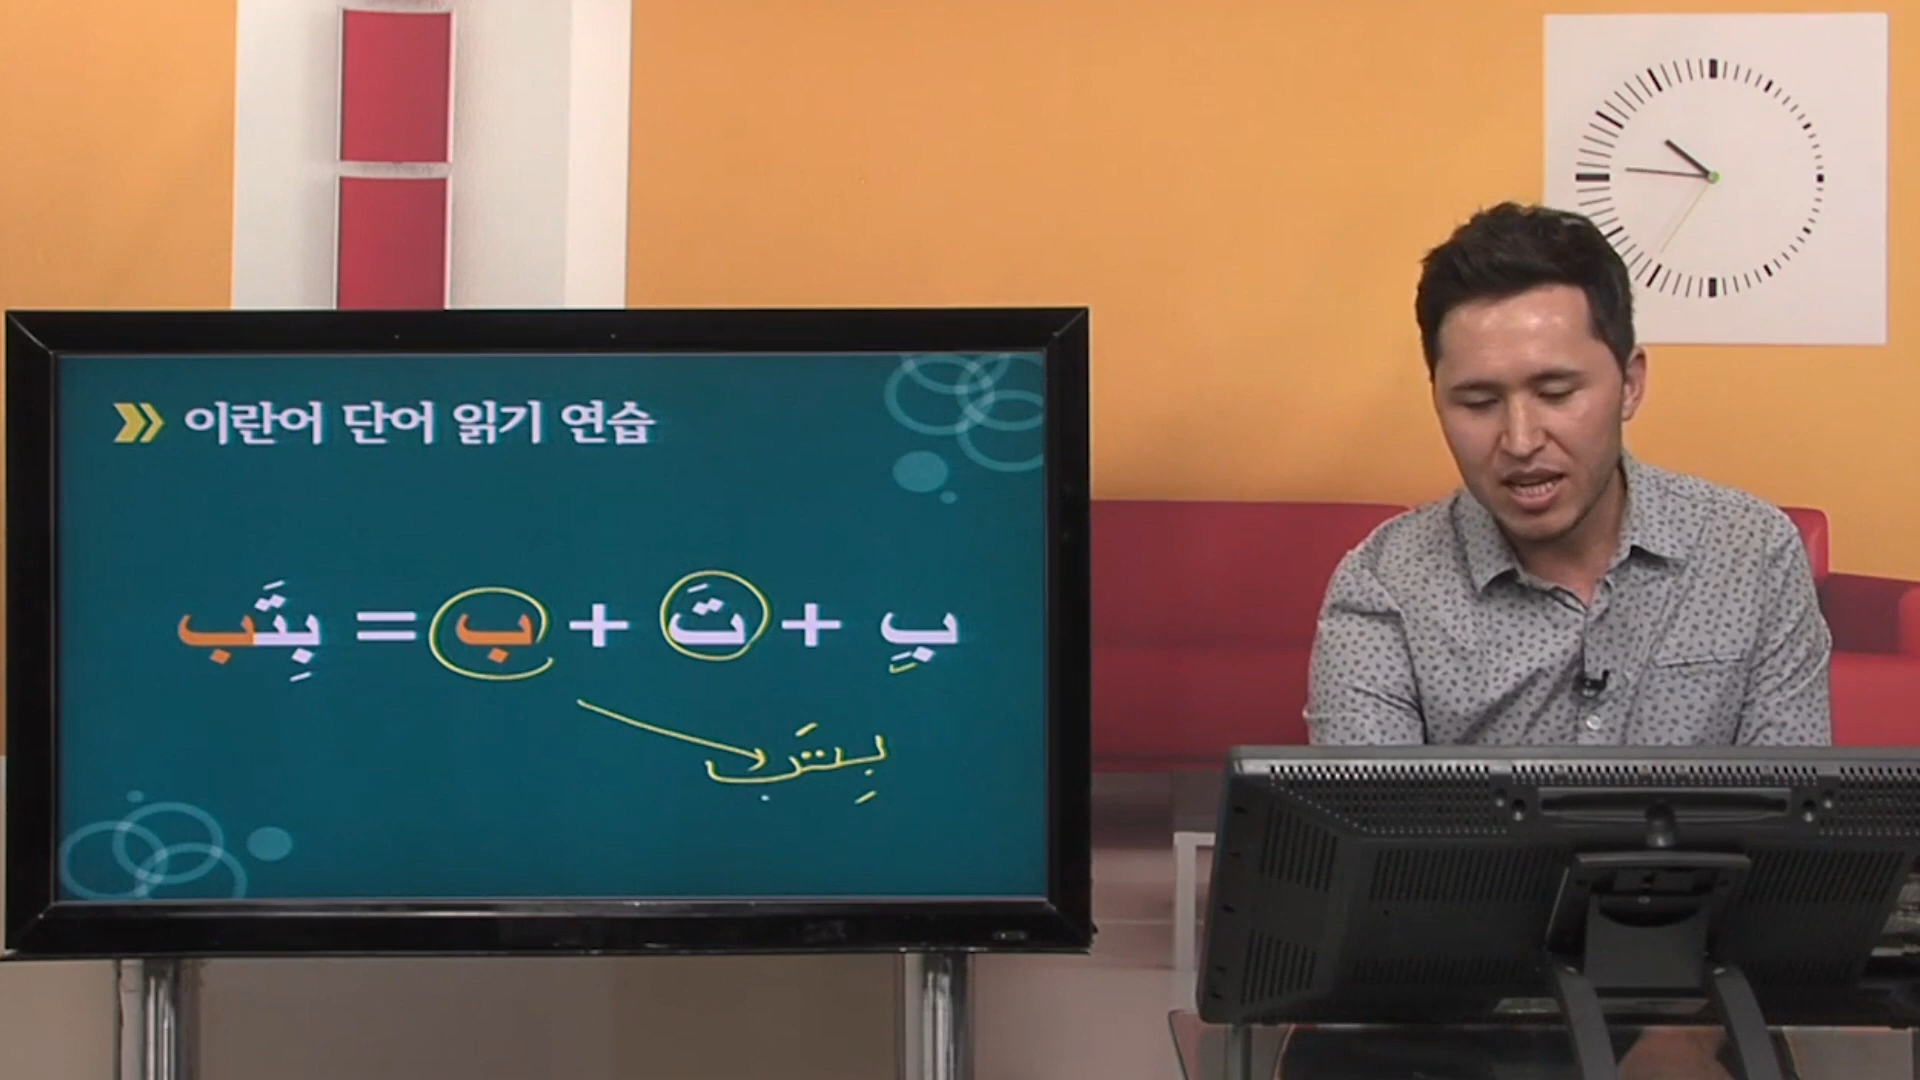 이란어 단어 읽기 연습
بِ + تَ + ب = بِتَب
بِتَب